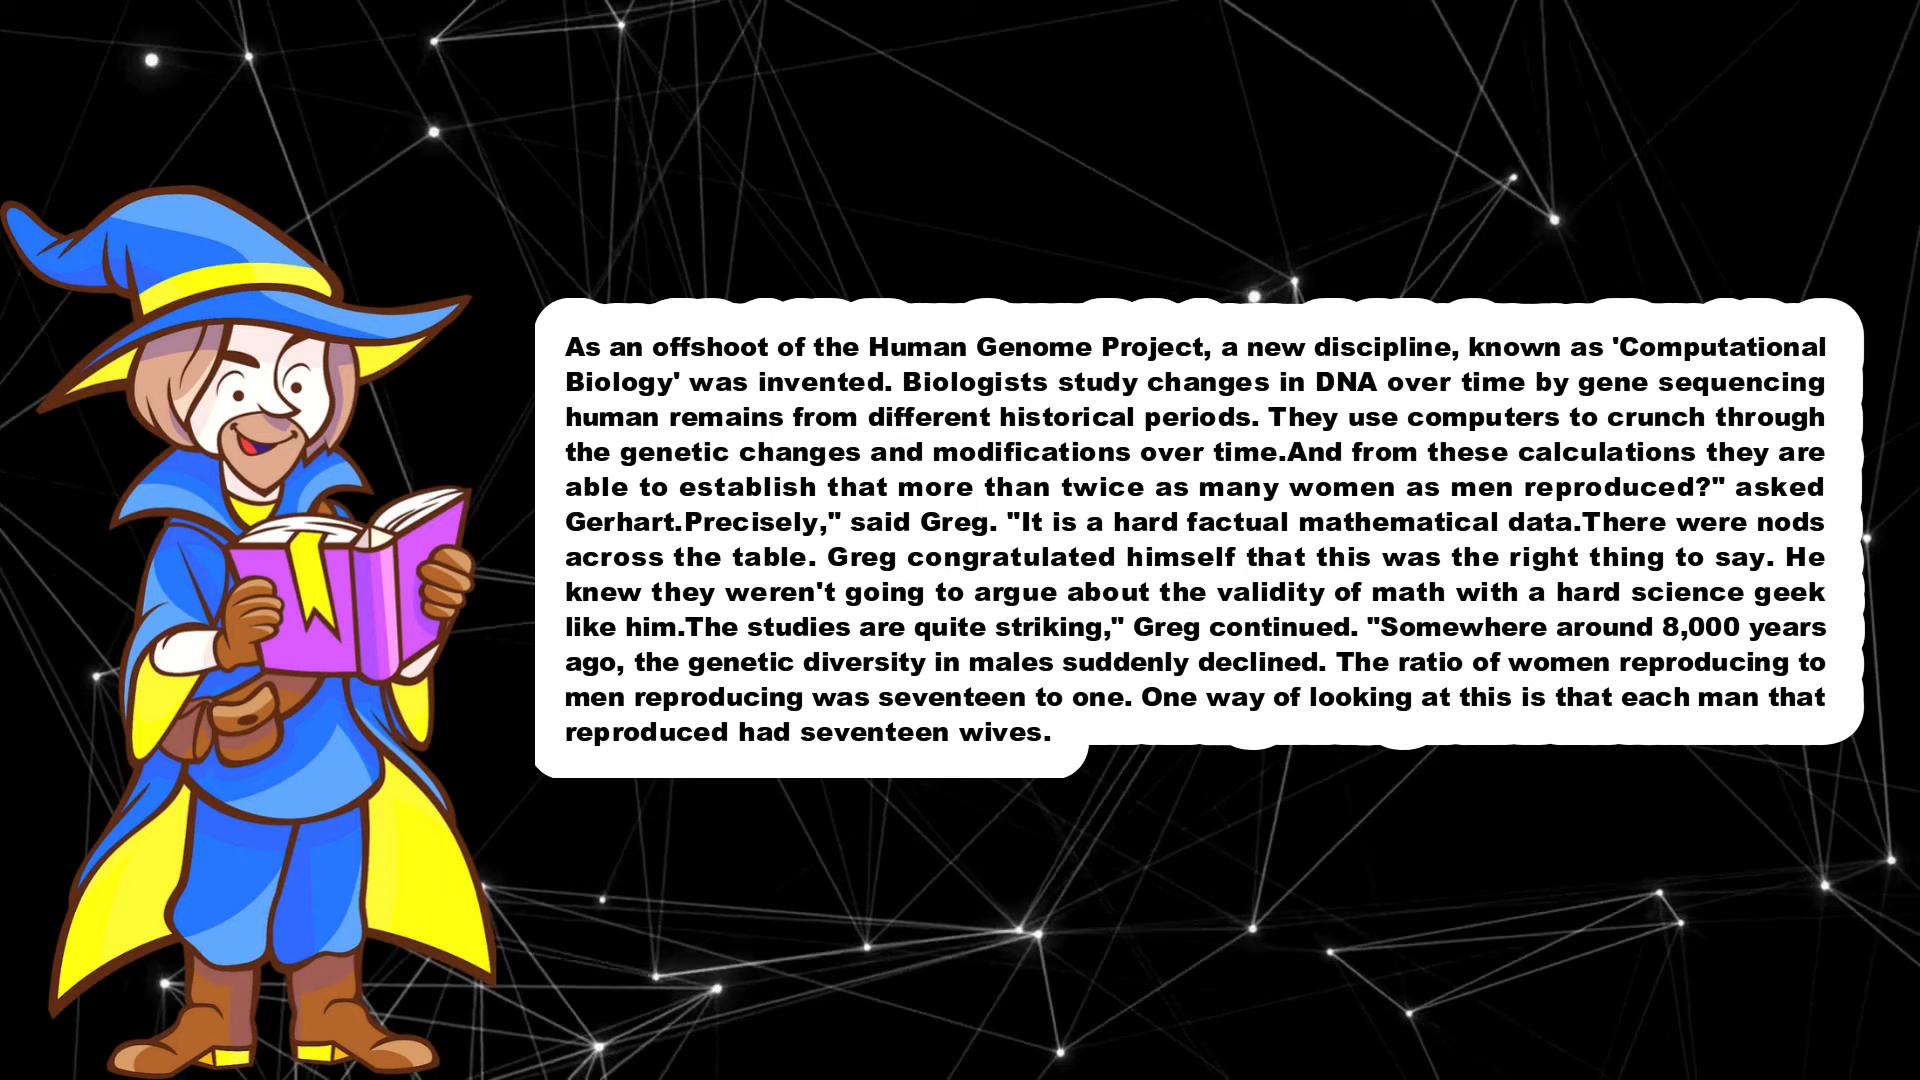 As an offshoot of the Human Genome Project, a new discipline, known as 'Computational
Biology' was invented. Biologists study changes in DNA over time by gene sequencing
human remains from different historical periods. They use computers to crunch through
the genetic changes and modifications over time.And from these calculations they are
able to establish that more than twice as many women as men reproduced?" asked
Gerhart.Precisely," said Greg. "It is a hard factual mathematical data.There were nods
across the table. Greg congratulated himself that this was the right thing to say. He
knew they weren't going to argue about the validity of math with a hard science geek
like him.The studies are quite striking," Greg continued. "Somewhere around 8,000 years
ago, the genetic diversity in males suddenly declined. The ratio of women reproducing to
men reproducing was seventeen to one. One way of looking at this is that each man that
reproduced had seventeen wives.